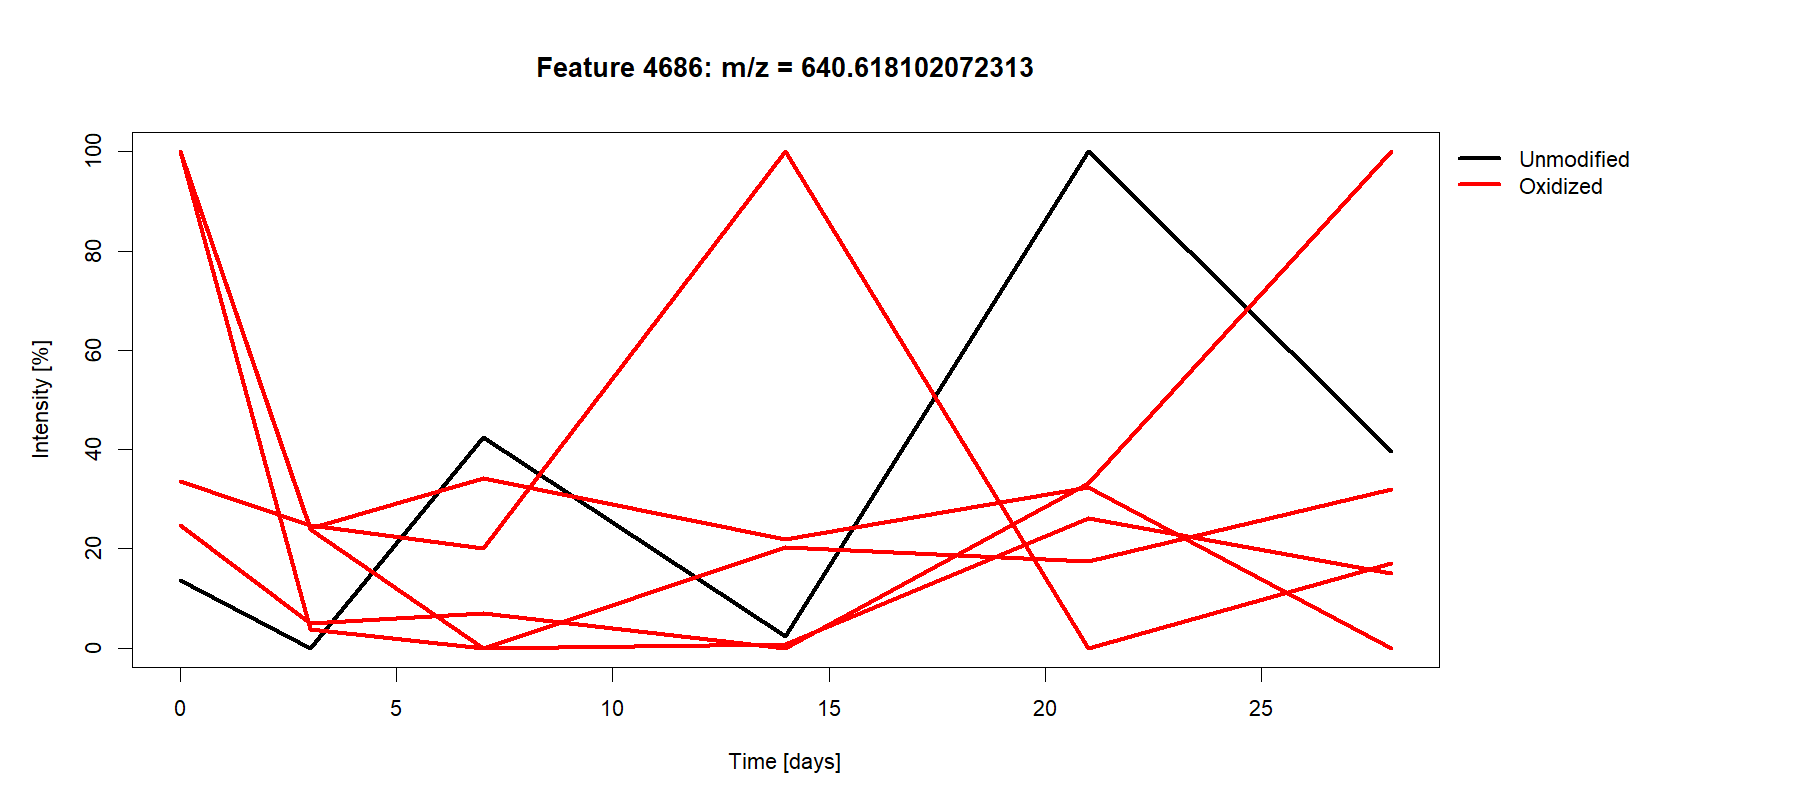 Feature 4686: m/z = 640.618102072313
Unmodified
Oxidized
Intensity [%]
100
80
60
40
20
0
0 5 10 15 20 25
Time [days]